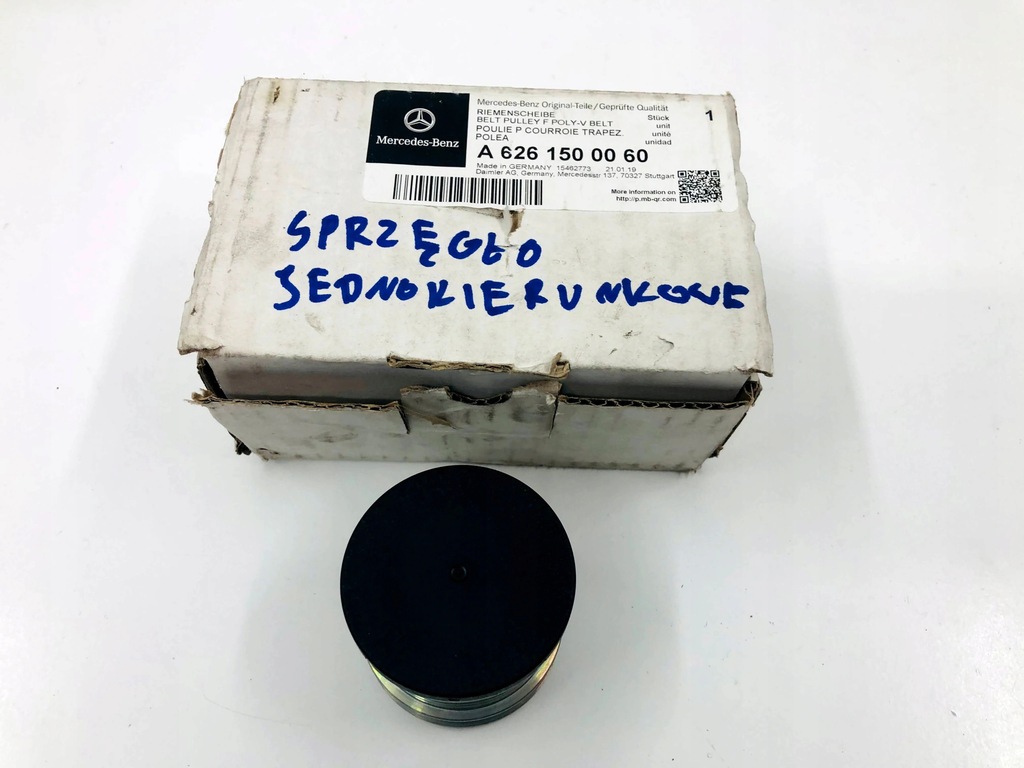 Mercedes-Benz
Mercedes-Benz Original-Teile/Geprüfte Qualität
RIEMENSCHEIBE
BELT PULLEY F POLY-V BELT
POULIE P COURROIE TRAPEZ.
POLEA
Stück
unit
unité
unidad
1
A 626 150 00 60
Made in GERMANY 15462773 21.01.19
Daimler AG, Germany, Mercedesstr 137, 70327 Stuttgart
More information on
http://p.mb-qr.com
SPRZĘGŁO
JEDNOKIERUNKOWE